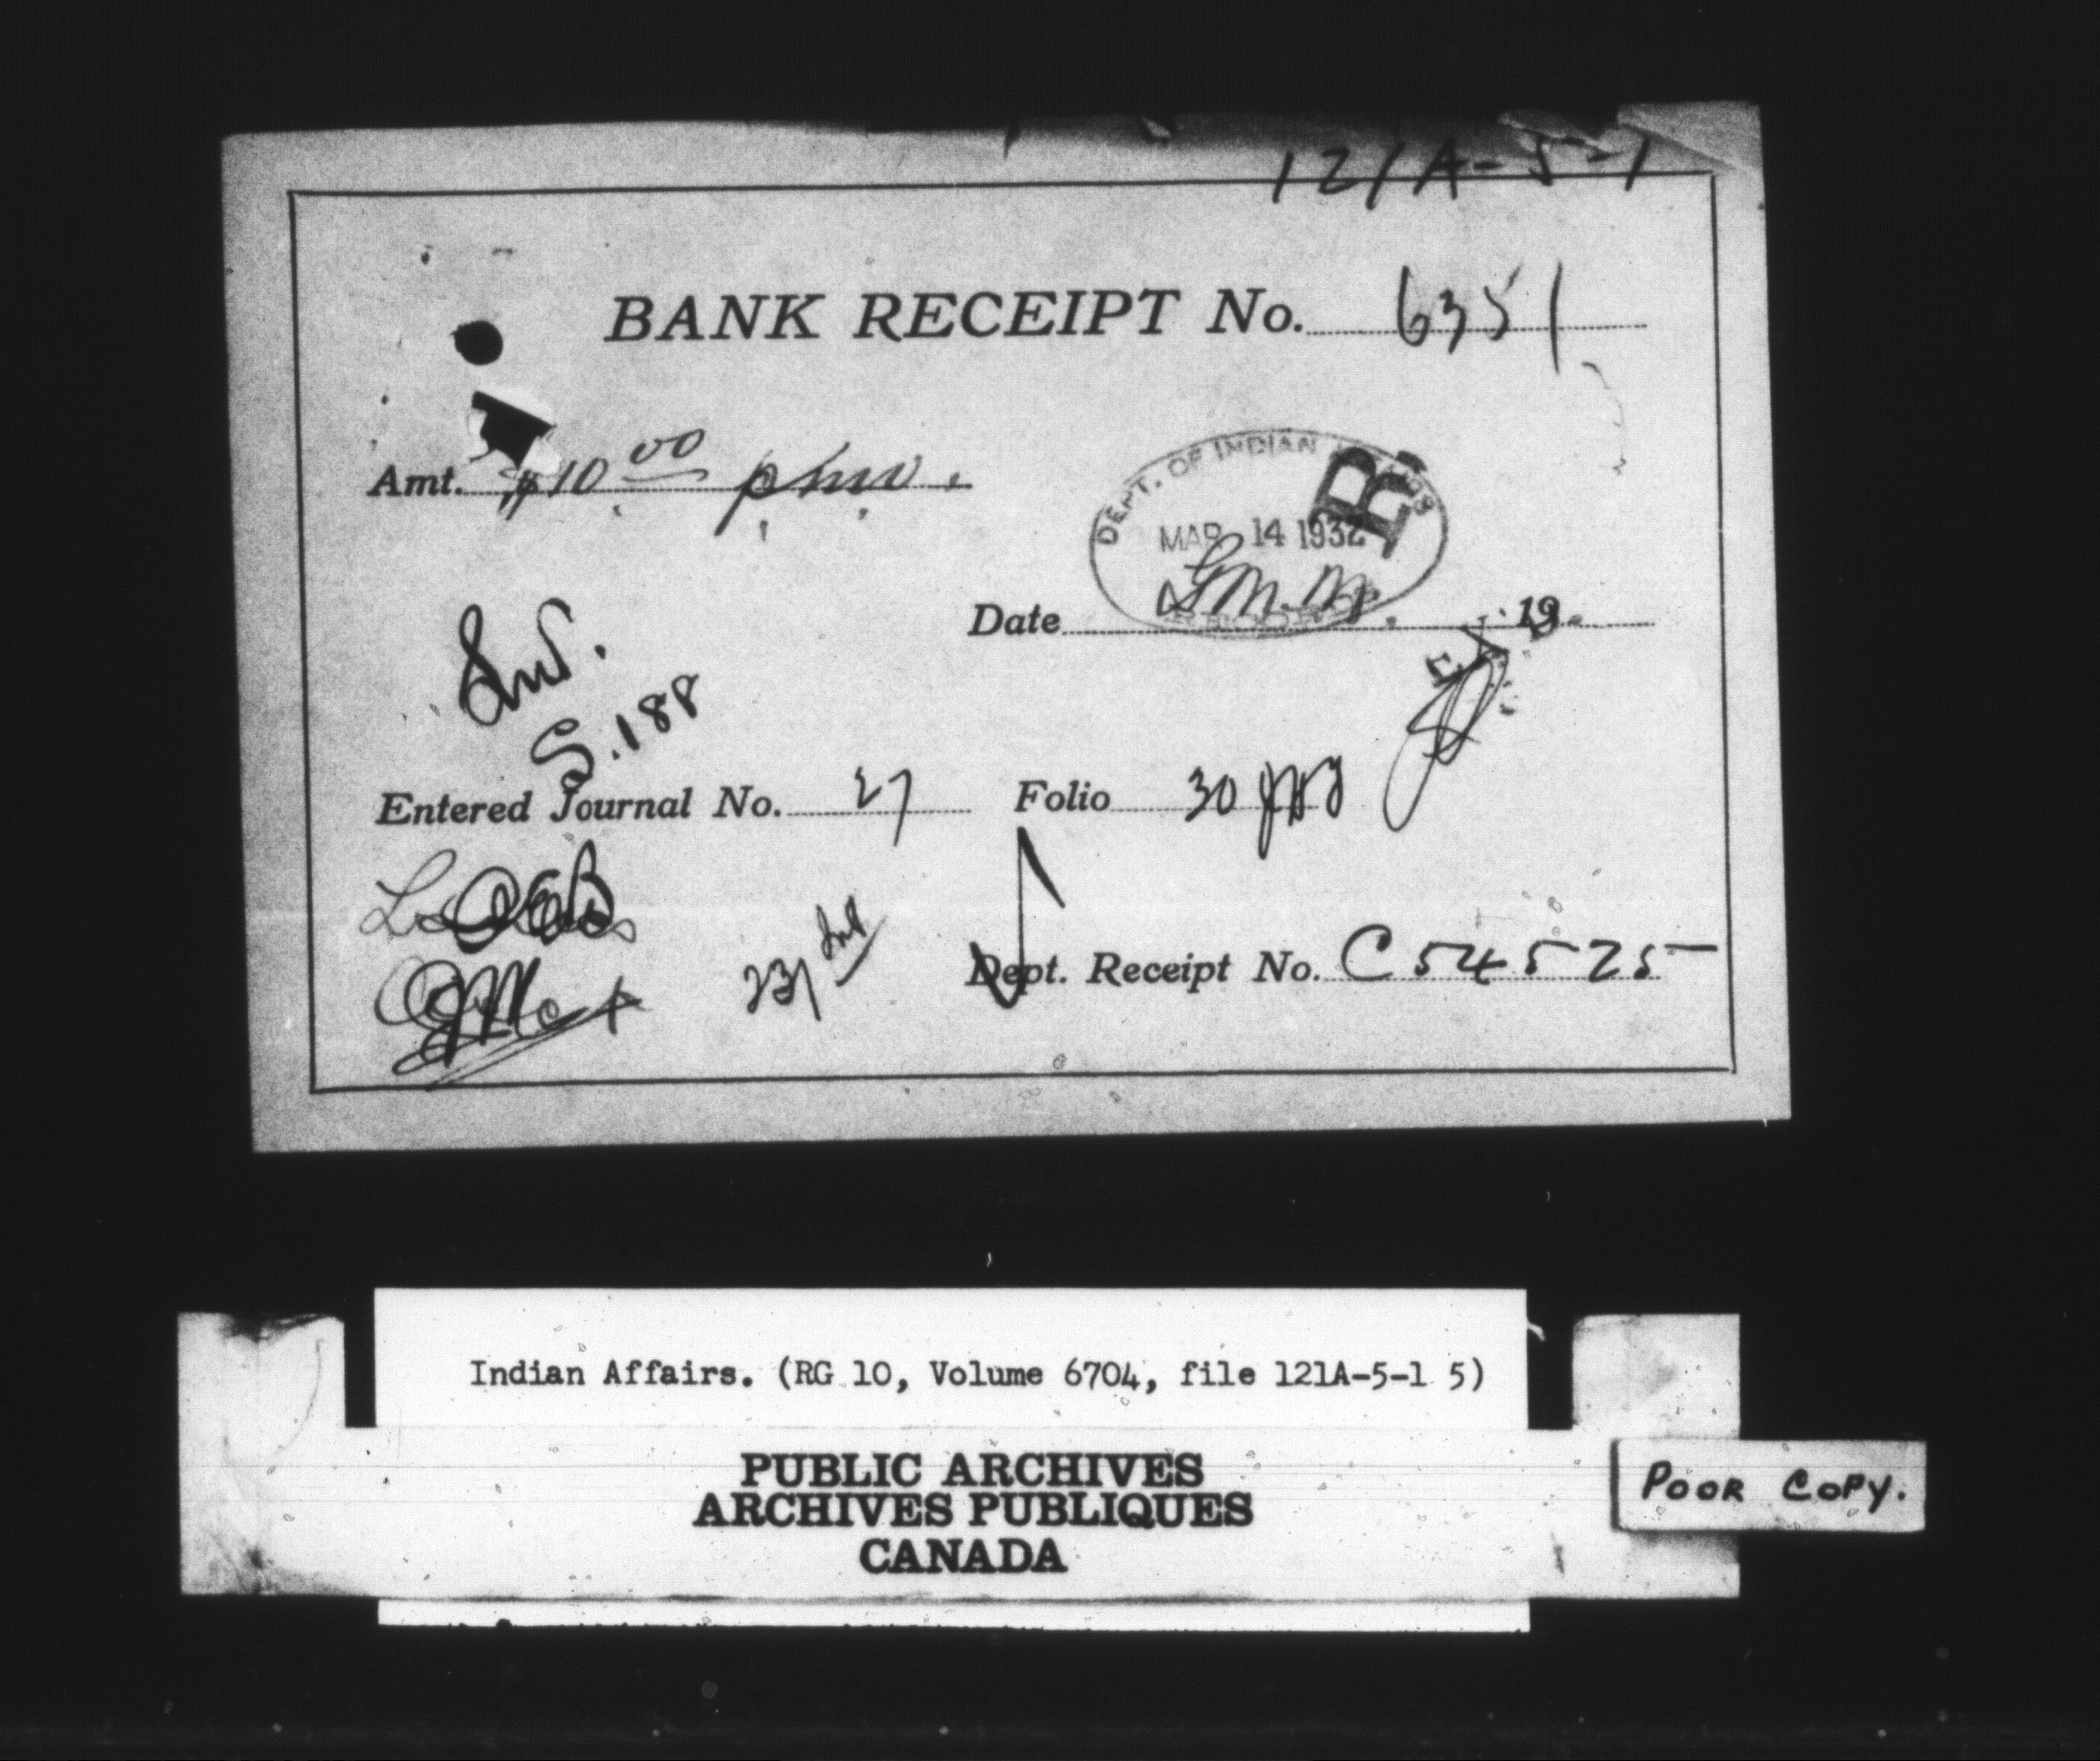 121A-5-1
BANK RECEIPT No. 6351
Amt. $10 00
DEPT. OF INDIAN
R
MAR 14 1932
Date 19
S.188
Entered Journal No. 27 Folio 30
231
Dept. Receipt No. C 54525
Indian Affairs. (RG 10, Volume 6704, file 121A-5-1 5)
PUBLIC ARCHIVES
ARCHIVES PUBLIQUES
CANADA
POOR COPY.